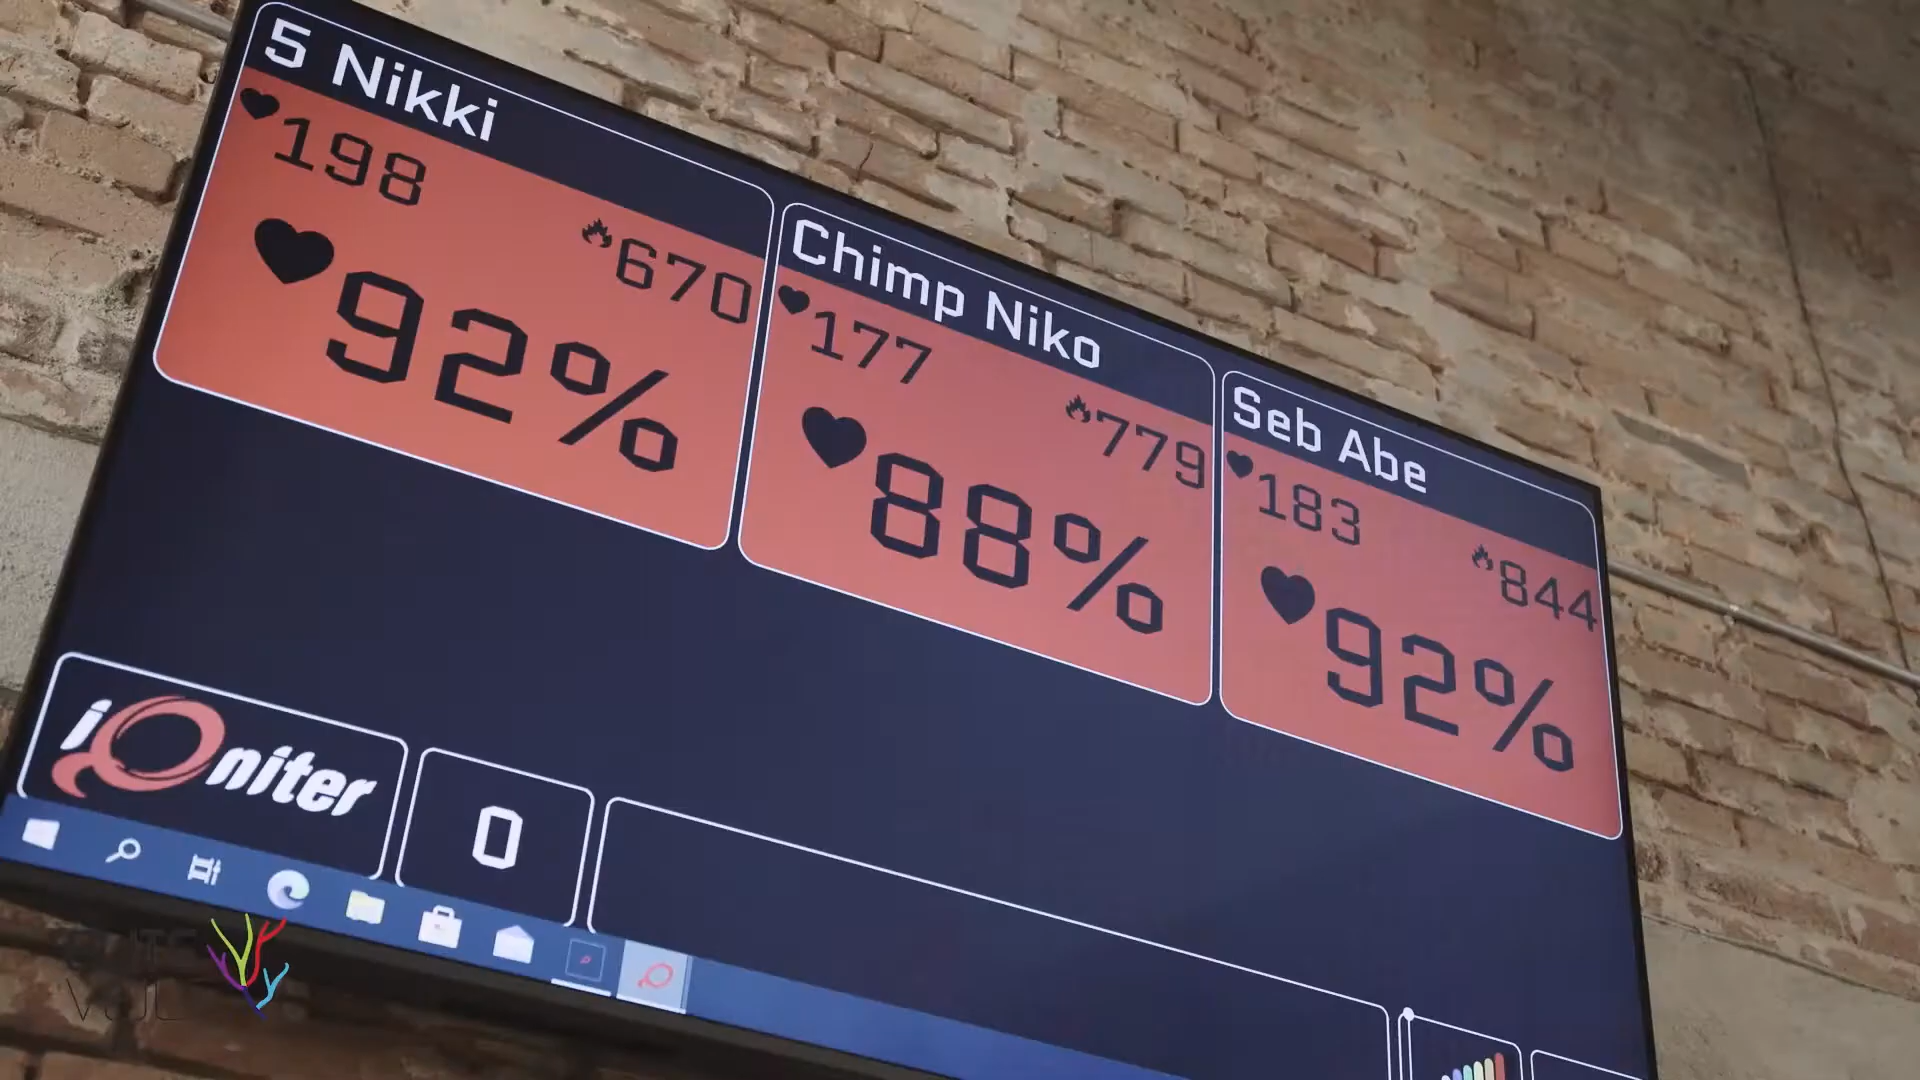 5 Nikki
198
670
92%
Chimp Niko
177
779
88%
Seb Abe
183
844
92%
iQniter
0